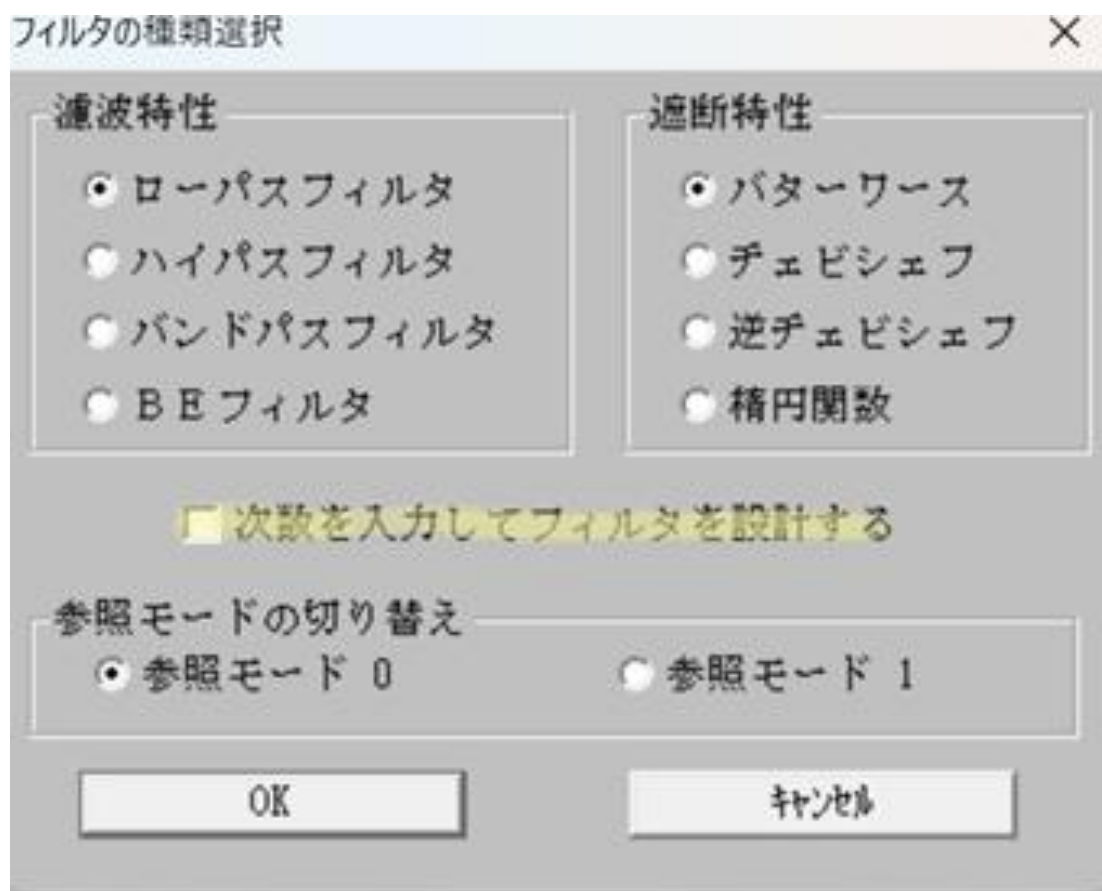 フィルタの種類選択
濾波特性
ローパスフィルタ
ハイパスフィルタ
バンドパスフィルタ
BEフィルタ
遮断特性
バターワース
チェビシェフ
逆チェビシェフ
楕円関数
次数を入力してフィルタを設計する
参照モードの切り替え
参照モード 0
参照モード 1
OK
キャンセル